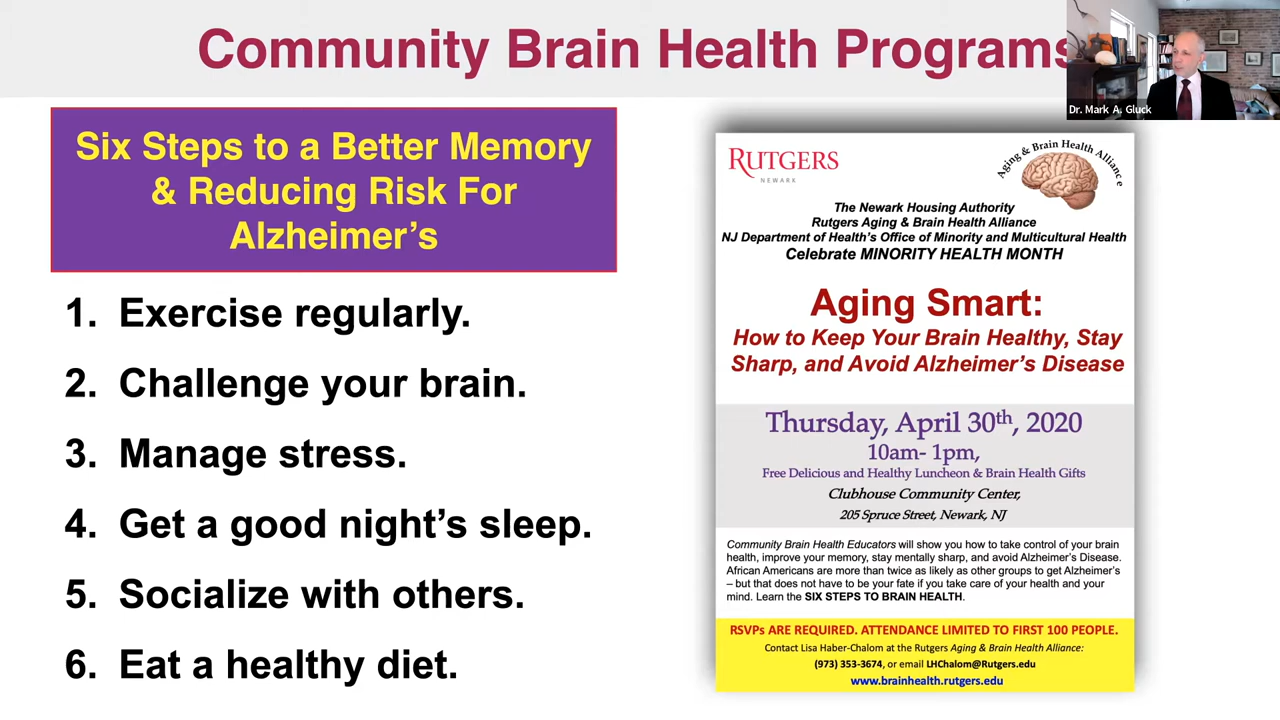 Community Brain Health Programs
Dr. Mark A. Gluck
Six Steps to a Better Memory
& Reducing Risk For
Alzheimer’s
1. Exercise regularly.
2. Challenge your brain.
3. Manage stress.
4. Get a good night’s sleep.
5. Socialize with others.
6. Eat a healthy diet.
RUTGERS
NEWARK
Aging & Brain Health Alliance
The Newark Housing Authority
Rutgers Aging & Brain Health Alliance
NJ Department of Health’s Office of Minority and Multicultural Health
Celebrate MINORITY HEALTH MONTH
Aging Smart:
How to Keep Your Brain Healthy, Stay
Sharp, and Avoid Alzheimer’s Disease
Thursday, April 30th, 2020
10am- 1pm,
Free Delicious and Healthy Luncheon & Brain Health Gifts
Clubhouse Community Center,
205 Spruce Street, Newark, NJ
Community Brain Health Educators will show you how to take control of your brain
health, improve your memory, stay mentally sharp, and avoid Alzheimer’s Disease.
African Americans are more than twice as likely as other groups to get Alzheimer’s
– but that does not have to be your fate if you take care of your health and your
mind. Learn the SIX STEPS TO BRAIN HEALTH.
RSVPs ARE REQUIRED. ATTENDANCE LIMITED TO FIRST 100 PEOPLE.
Contact Lisa Haber-Chalom at the Rutgers Aging & Brain Health Alliance:
(973) 353-3674, or email LHChalom@Rutgers.edu
www.brainhealth.rutgers.edu